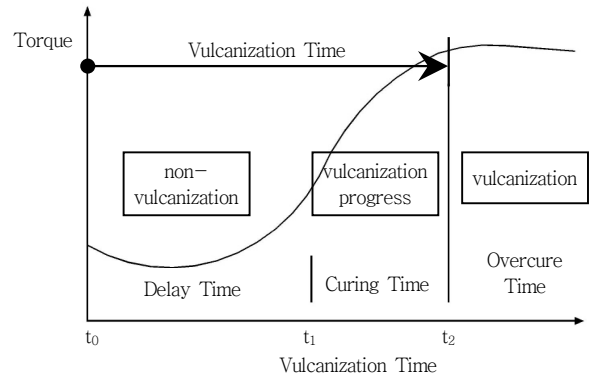 Torque
Vulcanization Time
non-
vulcanization
vulcanization
progress
vulcanization
Delay Time
Curing Time
Overcure
Time
t0
t1
t2
Vulcanization Time